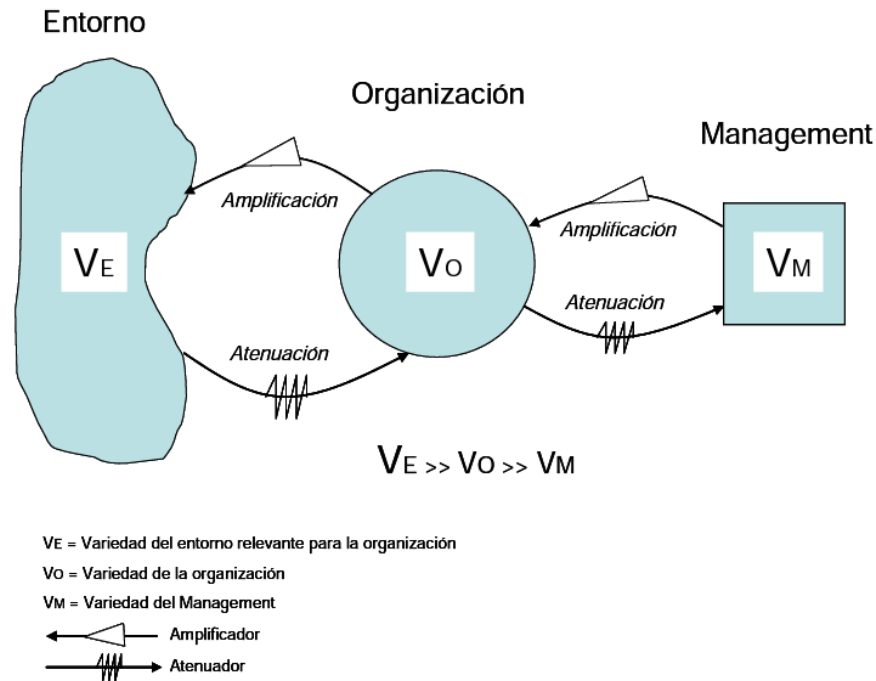 Entorno
Organización
Management
Amplificación
Amplificación
VE
VO
VM
Atenuación
Atenuación
VE >> VO >> VM
VE = Variedad del entorno relevante para la organización
VO = Variedad de la organización
VM = Variedad del Management
Amplificador
Atenuador